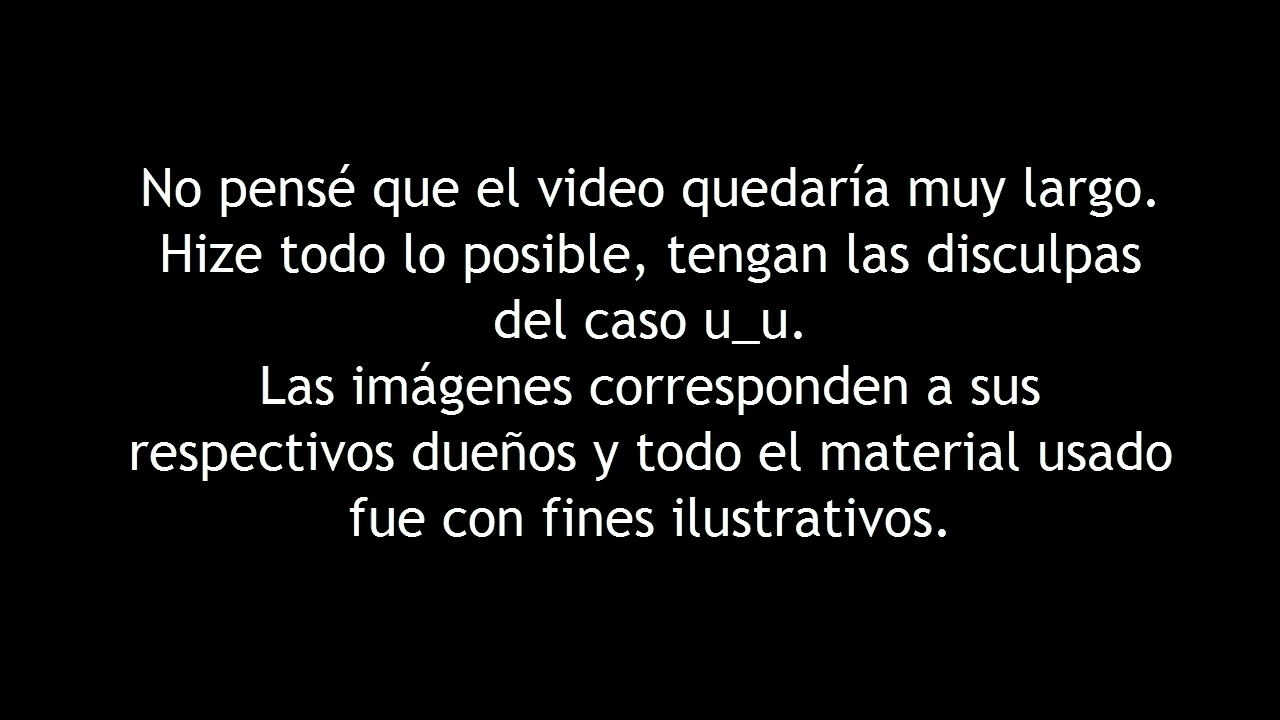 No pensé que el video quedaría muy largo.
Hize todo lo posible, tengan las disculpas
del caso u_u.
Las imágenes corresponden a sus
respectivos dueños y todo el material usado
fue con fines ilustrativos.